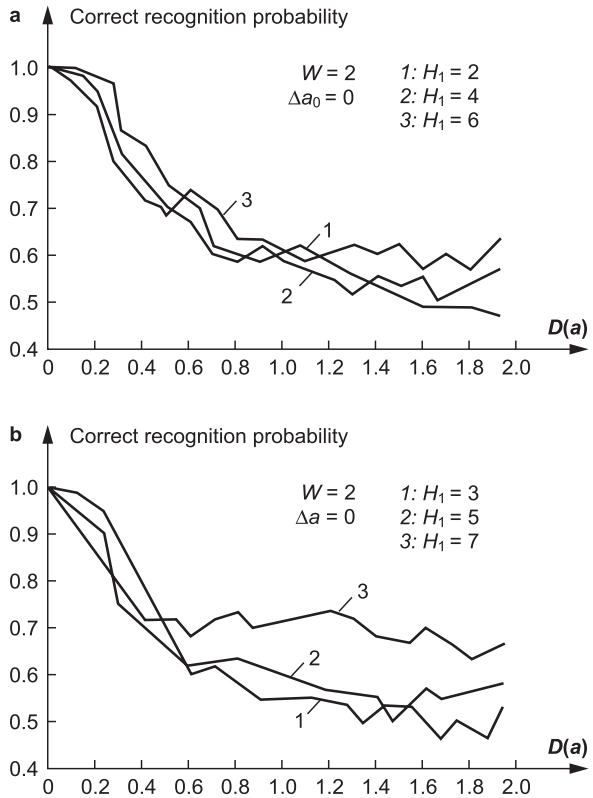 a Correct recognition probability
W = 2 1: H₁ = 2
Δa₀ = 0 2: H₁ = 4
3: H₁ = 6
1.0
0.9
0.8
0.7
0.6
0.5
0.4
3
1
2
D(a)
0 0.2 0.4 0.6 0.8 1.0 1.2 1.4 1.6 1.8 2.0
b Correct recognition probability
W = 2 1: H₁ = 3
Δa = 0 2: H₁ = 5
3: H₁ = 7
1.0
0.9
0.8
0.7
0.6
0.5
0.4
3
2
1
D(a)
0 0.2 0.4 0.6 0.8 1.0 1.2 1.4 1.6 1.8 2.0